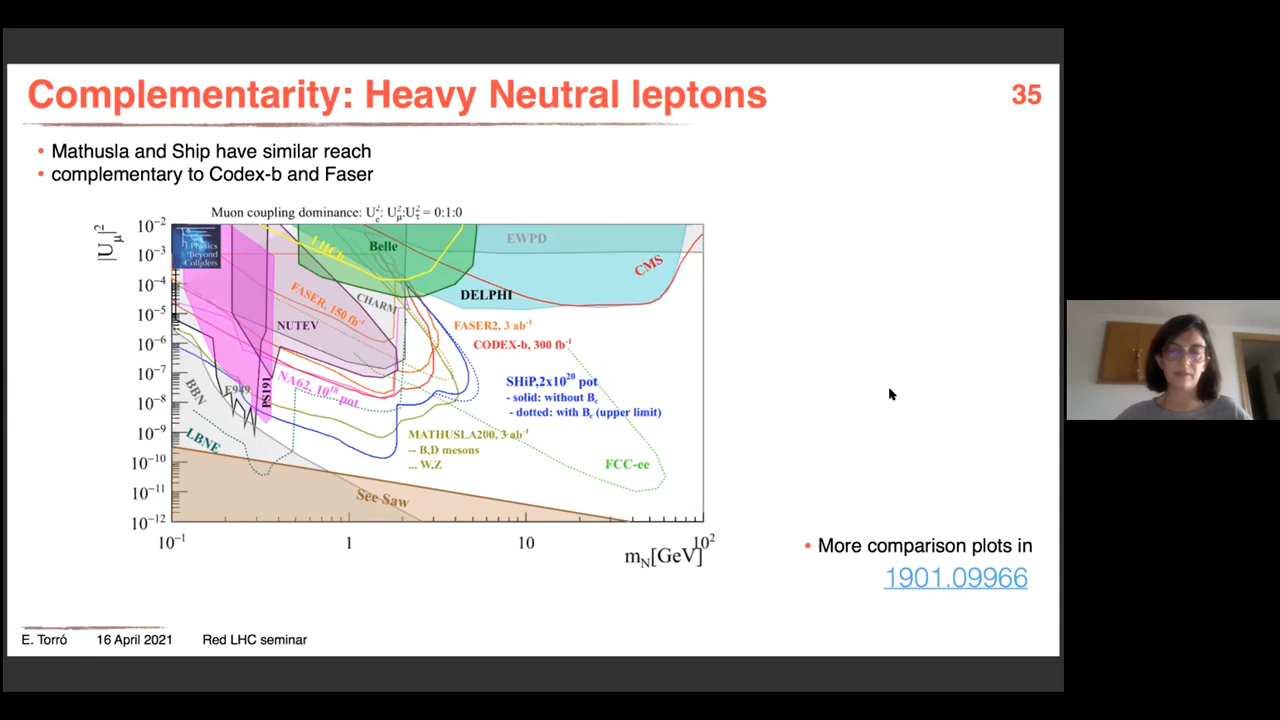 Complementarity: Heavy Neutral leptons
35
• Mathusla and Ship have similar reach
• complementary to Codex-b and Faser
Muon coupling dominance: U²e: U²μ:U²τ = 0:1:0
|Uμ|²
10⁻²
10⁻³
10⁻⁴
10⁻⁵
10⁻⁶
10⁻⁷
10⁻⁸
10⁻⁹
10⁻¹⁰
10⁻¹¹
10⁻¹²
Physics
Beyond
Colliders
LHCb
Belle
EWPD
CMS
DELPHI
FASER, 150 fb⁻¹
CHARM
NUTEV
FASER2, 3 ab⁻¹
CODEX-b, 300 fb⁻¹
NA62, 10¹⁸ pot
SHiP,2x10²⁰ pot
- solid: without Bc
- dotted: with Bc (upper limit)
E949
PS191
BBN
LBNE
MATHUSLA200, 3 ab⁻¹
-- B,D mesons
... W,Z
FCC-ee
See Saw
10⁻¹
1
10
10²
mN[GeV]
• More comparison plots in
1901.09966
E. Torró 16 April 2021 Red LHC seminar